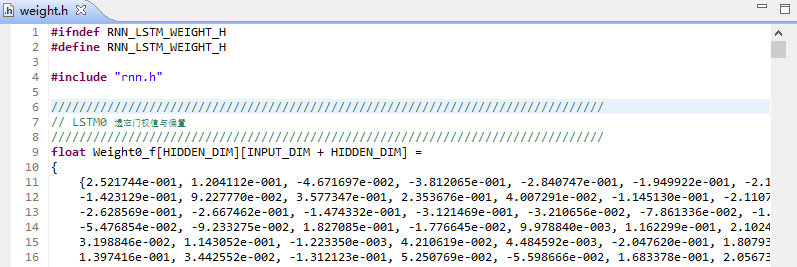 weight.h
1 #ifndef RNN_LSTM_WEIGHT_H
2 #define RNN_LSTM_WEIGHT_H
3
4 #include "rnn.h"
5
6 ///////////////////////////////////////////////////////////////////////////////
7 // LSTM0 遗忘门权值与偏置
8 ///////////////////////////////////////////////////////////////////////////////
9 float Weight0_f[HIDDEN_DIM][INPUT_DIM + HIDDEN_DIM] =
10 {
11 {2.521744e-001, 1.204112e-001, -4.671697e-002, -3.812065e-001, -2.840747e-001, -1.949922e-001, -2.1
12 -1.423129e-001, 9.227770e-002, 3.577347e-001, 2.353676e-001, 4.007291e-002, -1.145130e-001, -2.1107
13 -2.628569e-001, -2.667462e-001, -1.474332e-001, -3.121469e-001, -3.210656e-002, -7.861336e-002, -1.
14 -5.476854e-002, -9.233275e-002, 1.827085e-001, -1.776645e-002, 9.978840e-003, 1.162299e-001, 2.1024
15 3.198846e-002, 1.143052e-001, -1.223350e-003, 4.210619e-002, 4.484592e-003, -2.047620e-001, 1.80793
16 1.397416e-001, 3.442552e-002, -1.312123e-001, 5.250769e-002, -5.598666e-002, 1.683378e-001, 2.05673